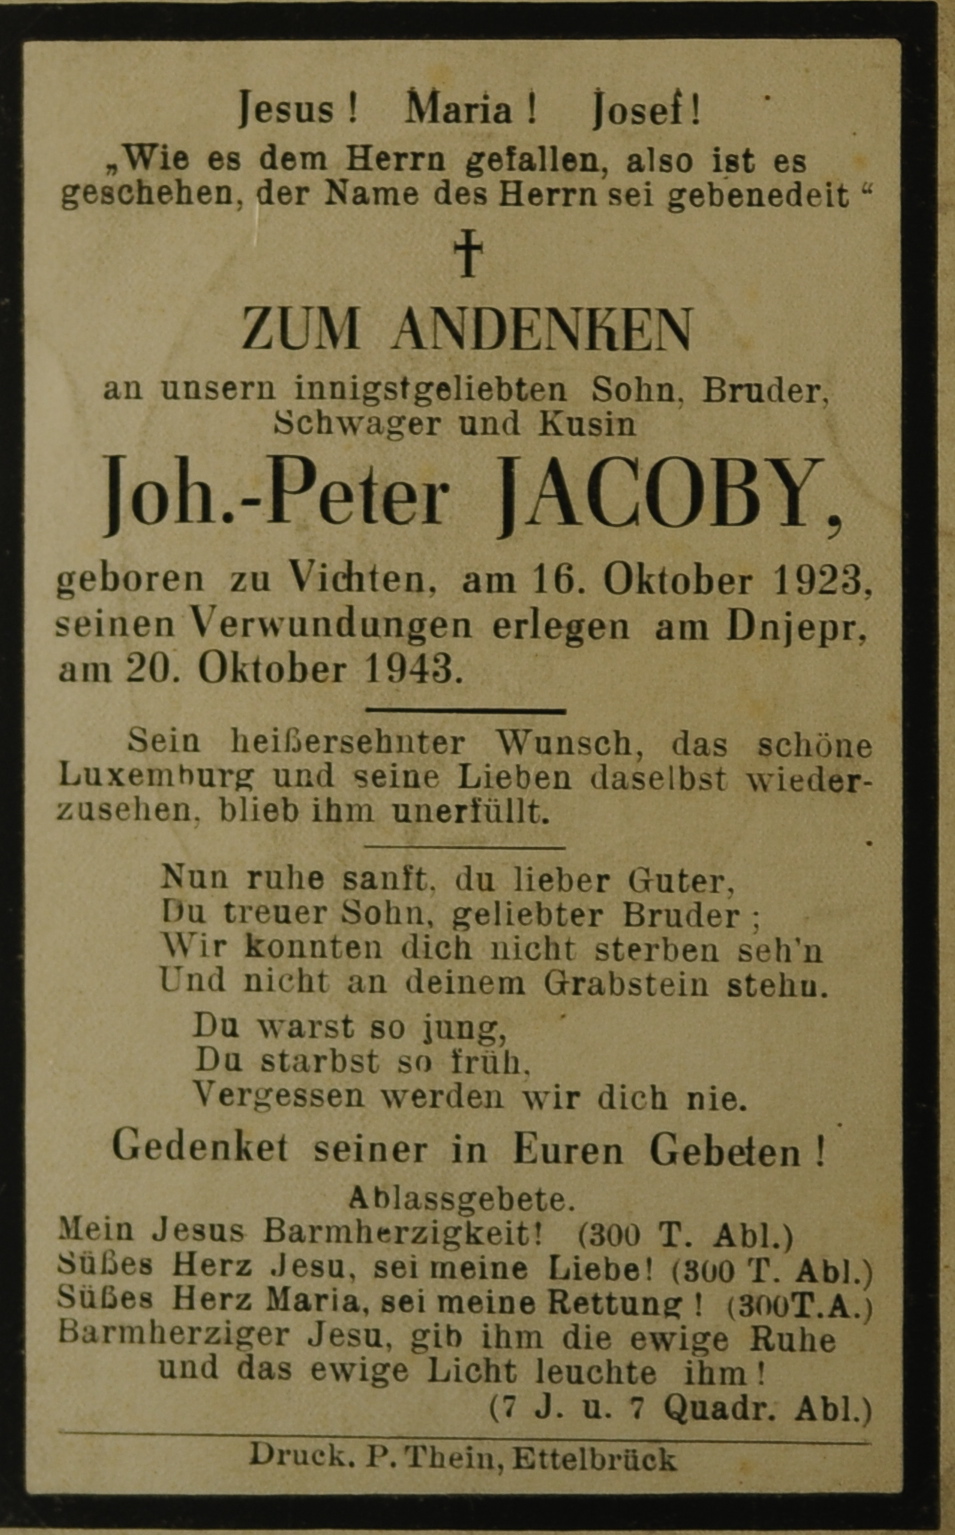 Jesus ! Maria ! Josef !
„Wie es dem Herrn gefallen, also ist es
geschehen, der Name des Herrn sei gebenedeit “
†
ZUM ANDENKEN
an unsern innigstgeliebten Sohn, Bruder,
Schwager und Kusin
Joh.-Peter JACOBY,
geboren zu Vichten, am 16. Oktober 1923,
seinen Verwundungen erlegen am Dnjepr,
am 20. Oktober 1943.
Sein heißersehnter Wunsch, das schöne
Luxemburg und seine Lieben daselbst wieder-
zusehen, blieb ihm unerfüllt.
Nun ruhe sanft, du lieber Guter,
Du treuer Sohn, geliebter Bruder ;
Wir konnten dich nicht sterben seh'n
Und nicht an deinem Grabstein stehn.
Du warst so jung,
Du starbst so früh,
Vergessen werden wir dich nie.
Gedenket seiner in Euren Gebeten !
Ablassgebete.
Mein Jesus Barmherzigkeit! (300 T. Abl.)
Süßes Herz Jesu, sei meine Liebe! (300 T. Abl.)
Süßes Herz Maria, sei meine Rettung ! (300T.A.)
Barmherziger Jesu, gib ihm die ewige Ruhe
und das ewige Licht leuchte ihm !
(7 J. u. 7 Quadr. Abl.)
Druck. P. Thein, Ettelbrück